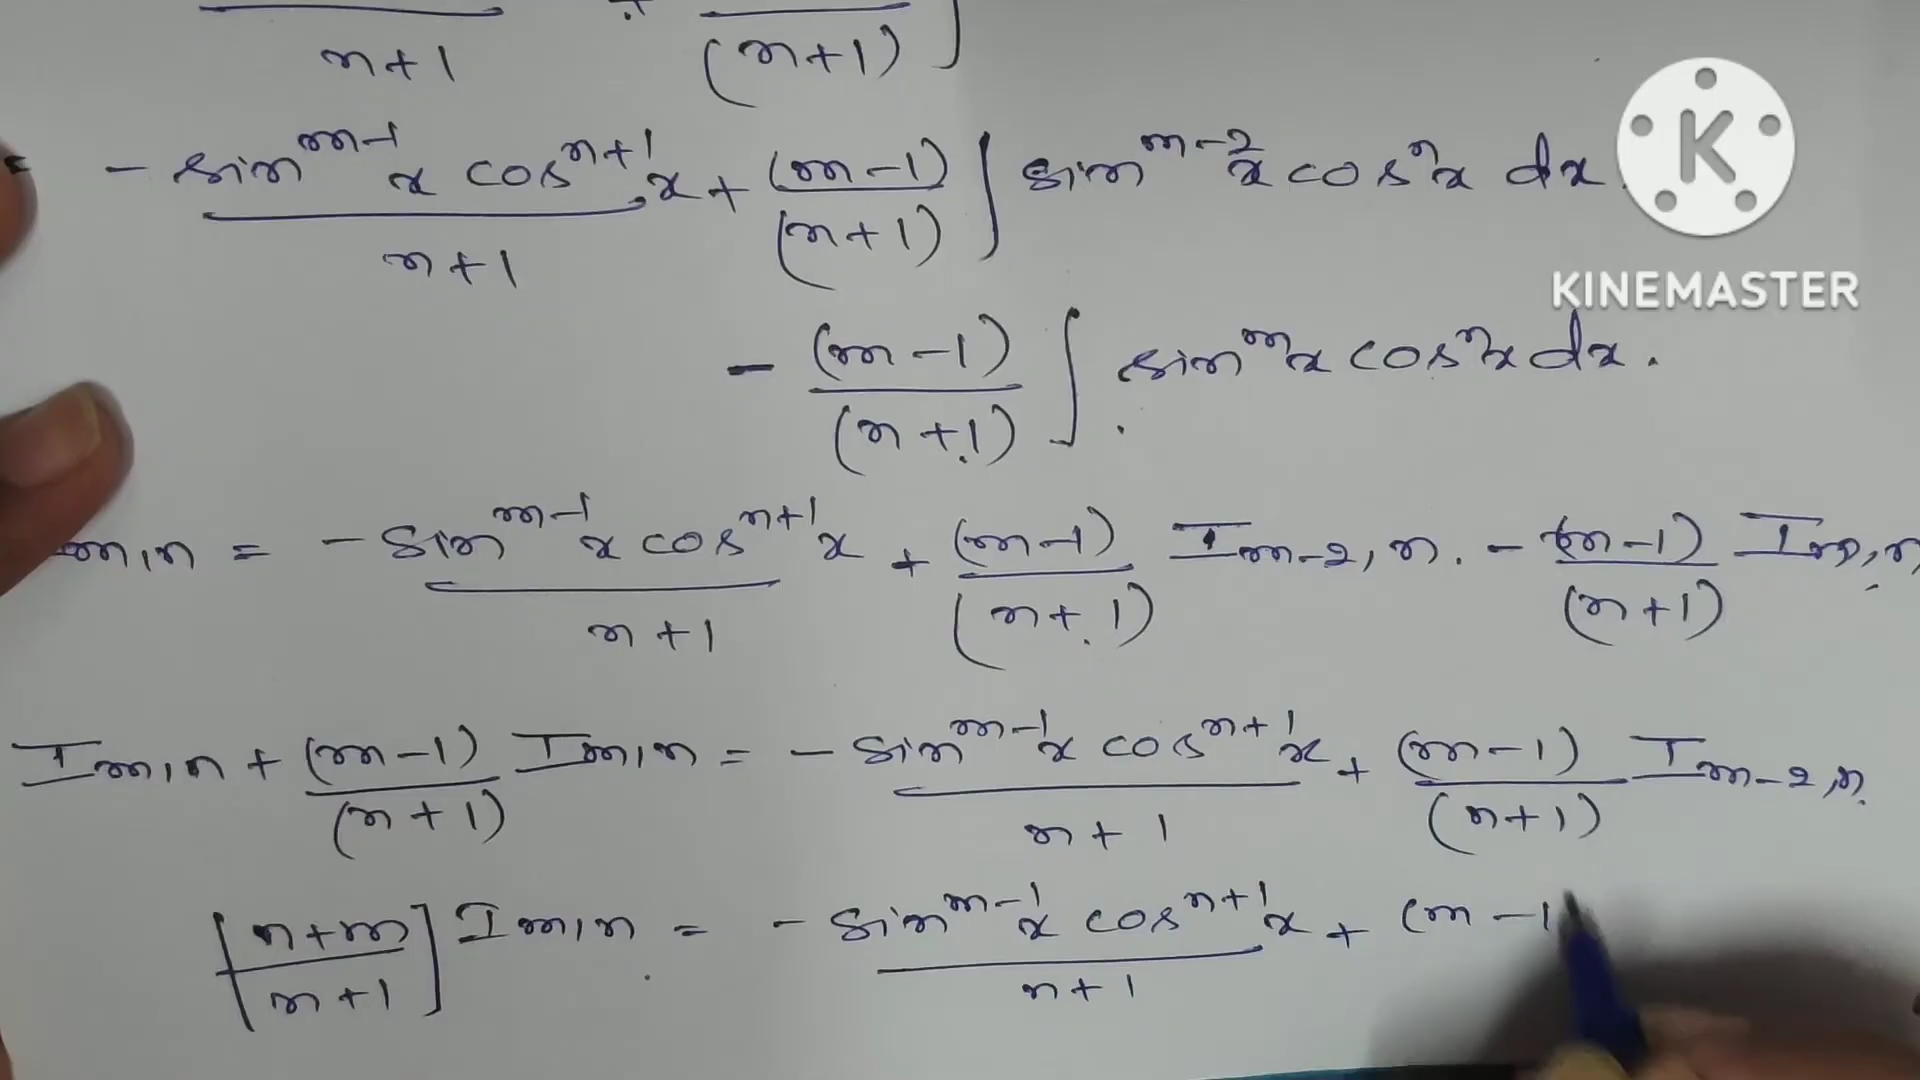 n+1 (n+1) ]
= - sin^{m-1}x cos^{n+1}x / n+1 + (m-1)/(n+1) ∫ sin^{m-2}x cos^n x dx.
- (m-1)/(n+1) ∫ sin^m x cos^n x dx.
m,n = - sin^{m-1}x cos^{n+1}x / n+1 + (m-1)/(n+1) I_{m-2,n}. - (m-1)/(n+1) I_{m,n}
I_{m,n} + (m-1)/(n+1) I_{m,n} = - sin^{m-1}x cos^{n+1}x / n+1 + (m-1)/(n+1) I_{m-2,n}.
[n+m / n+1] I_{m,n} = - sin^{m-1}x cos^{n+1}x / n+1 + (m-1
K
KINEMASTER